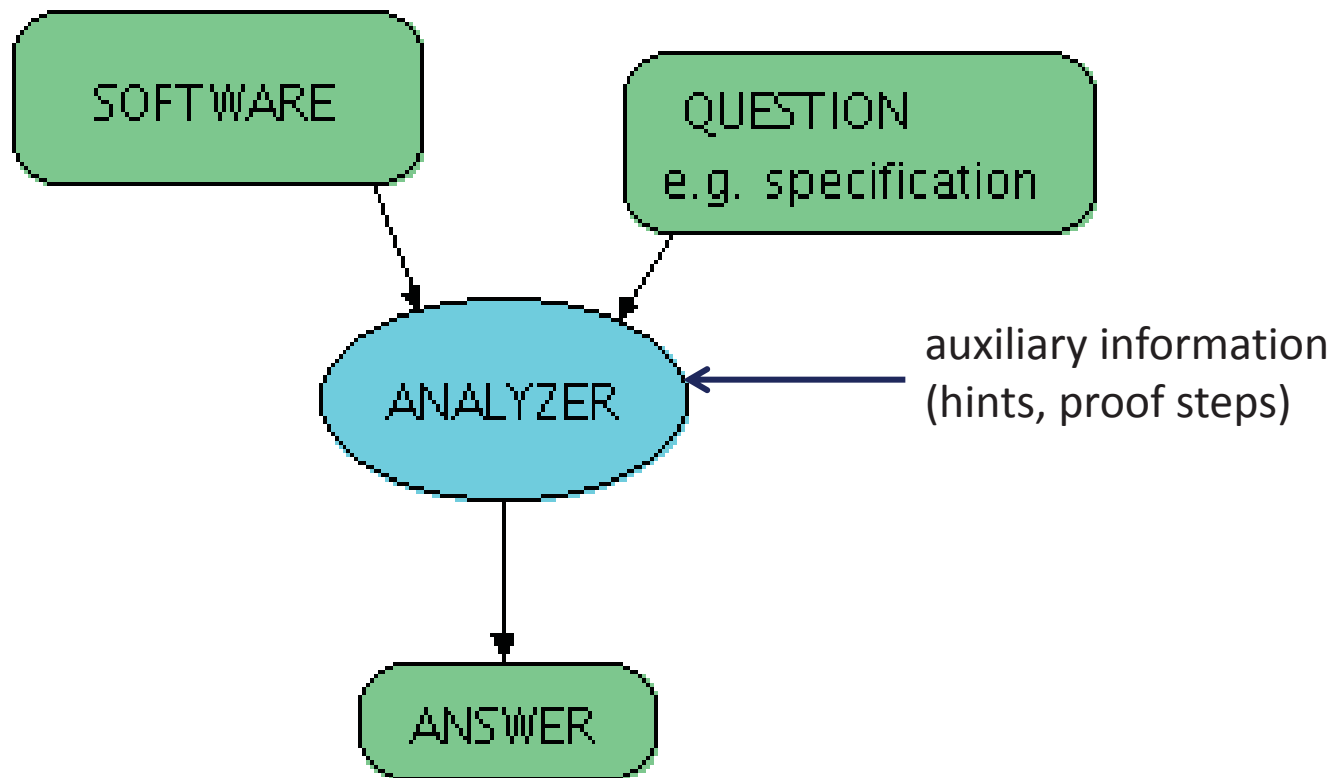 SOFTWARE
QUESTION
e.g. specification
auxiliary information
(hints, proof steps)
ANALYZER
ANSWER